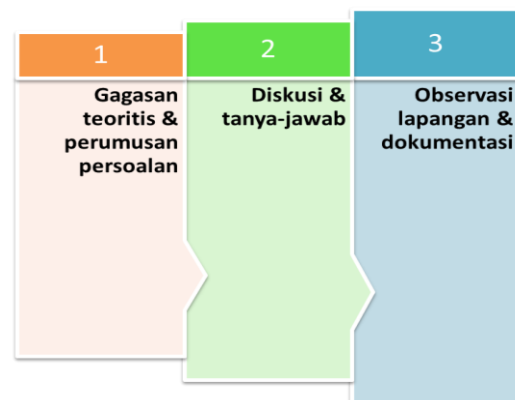 1
Gagasan
teoritis &
perumusan
persoalan
2
Diskusi &
tanya-jawab
3
Observasi
lapangan &
dokumentasi